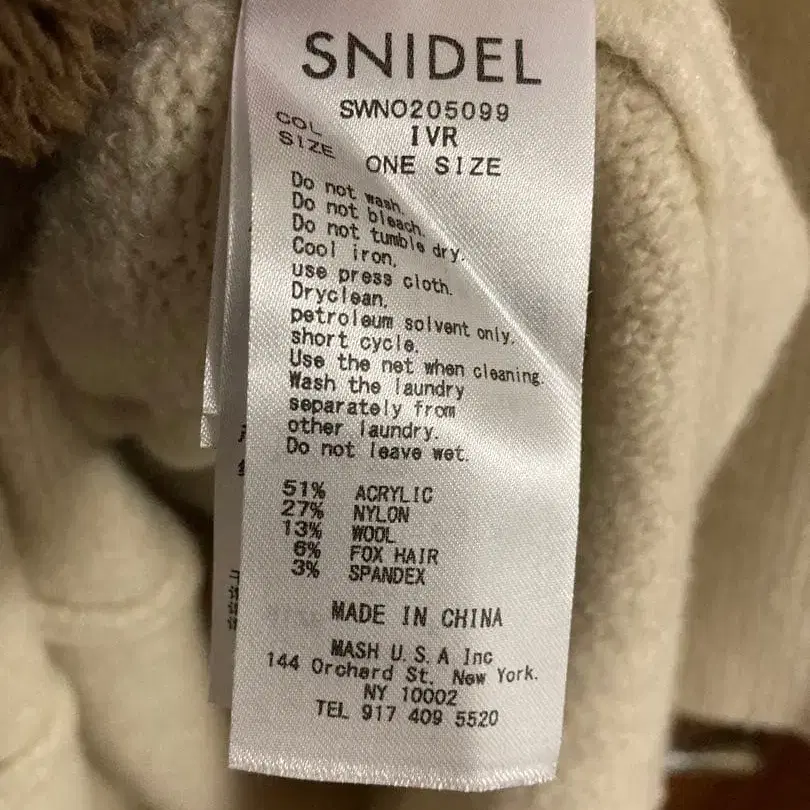 SNIDEL
SWNO205099
COL IVR
SIZE ONE SIZE
Do not wash.
Do not bleach.
Do not tumble dry.
Cool iron,
use press cloth.
Dryclean,
petroleum solvent only,
short cycle.
Use the net when cleaning.
Wash the laundry
separately from
other laundry.
Do not leave wet.
51% ACRYLIC
27% NYLON
13% WOOL
6% FOX HAIR
3% SPANDEX
MADE IN CHINA
MASH U.S.A Inc
144 Orchard St. New York.
NY 10002
TEL 917 409 5520